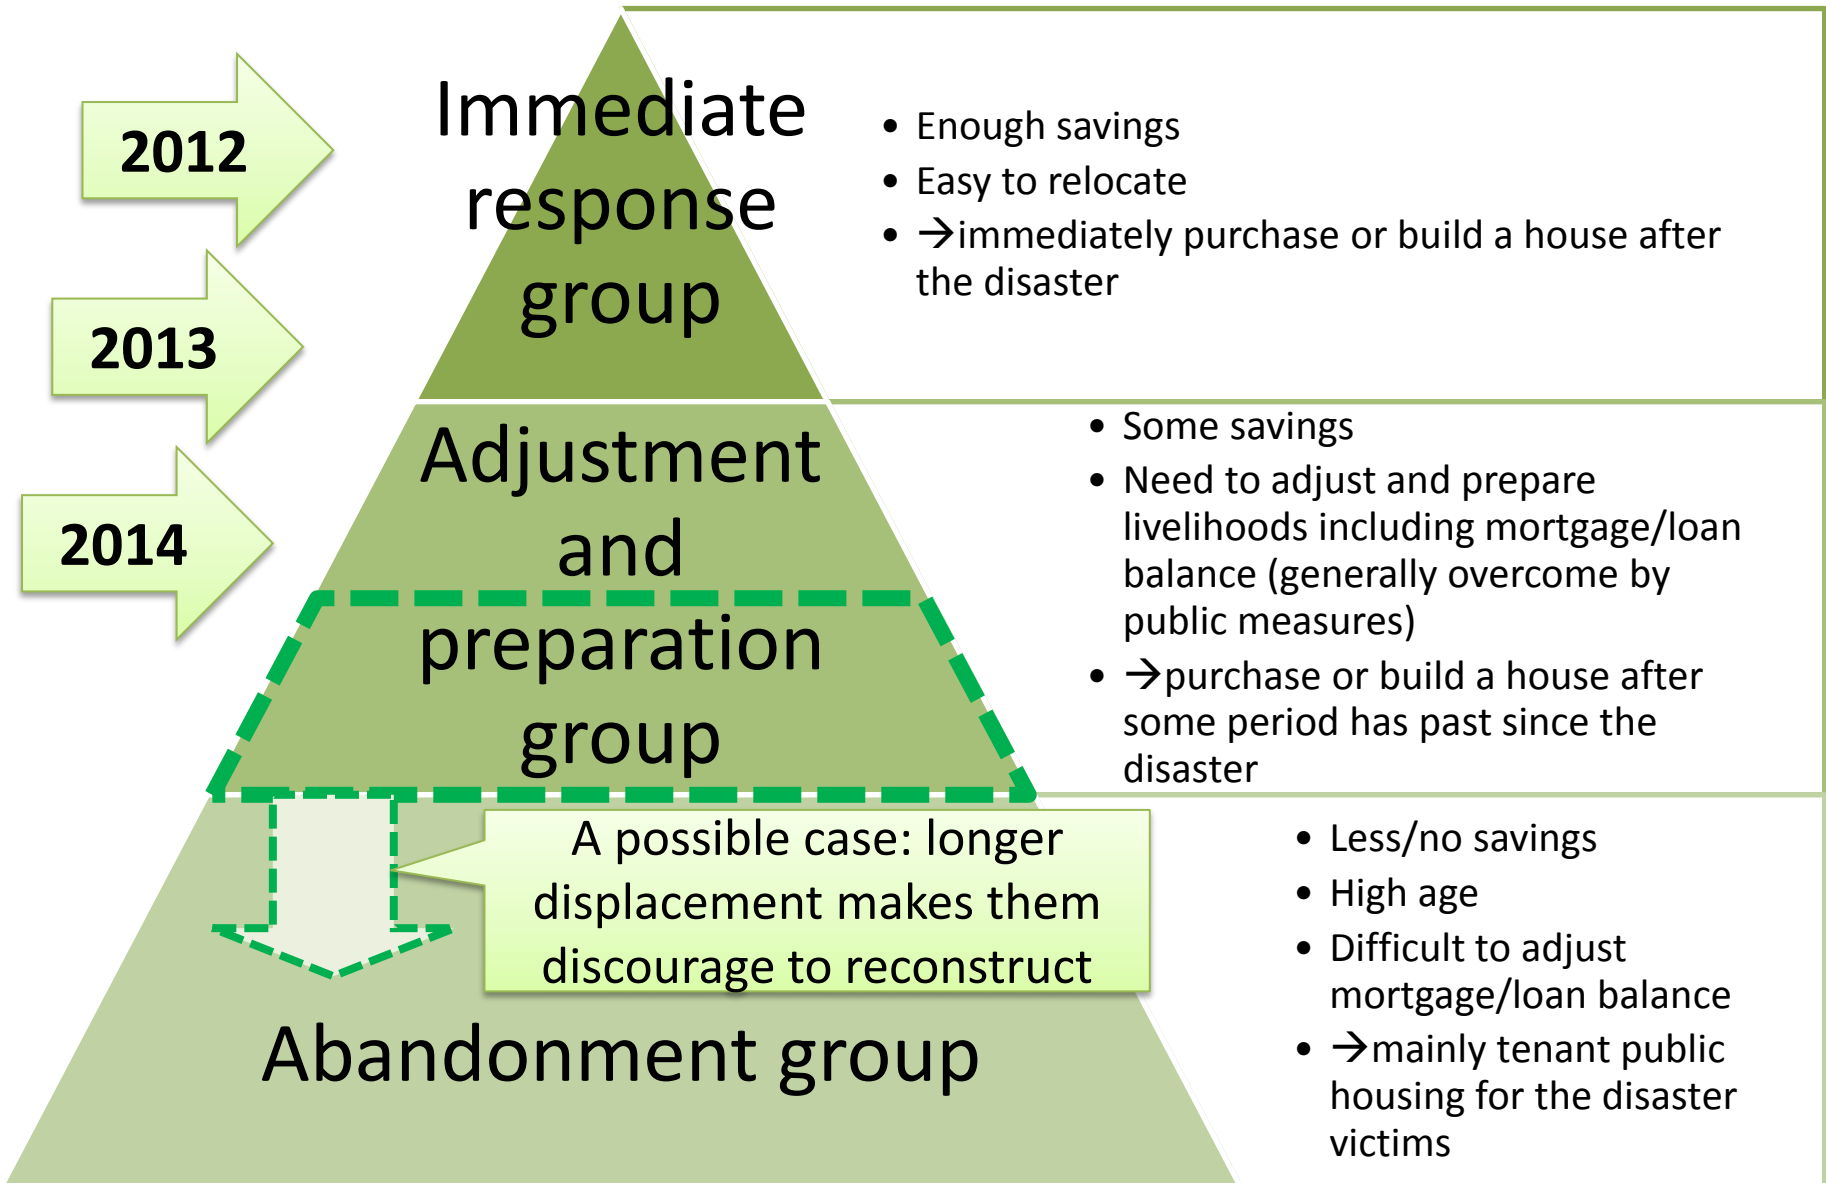 2012
2013
2014
Immediate
response
group
• Enough savings
• Easy to relocate
• →immediately purchase or build a house after
the disaster
Adjustment
and
preparation
group
• Some savings
• Need to adjust and prepare
livelihoods including mortgage/loan
balance (generally overcome by
public measures)
• →purchase or build a house after
some period has past since the
disaster
A possible case: longer
displacement makes them
discourage to reconstruct
Abandonment group
• Less/no savings
• High age
• Difficult to adjust
mortgage/loan balance
• →mainly tenant public
housing for the disaster
victims